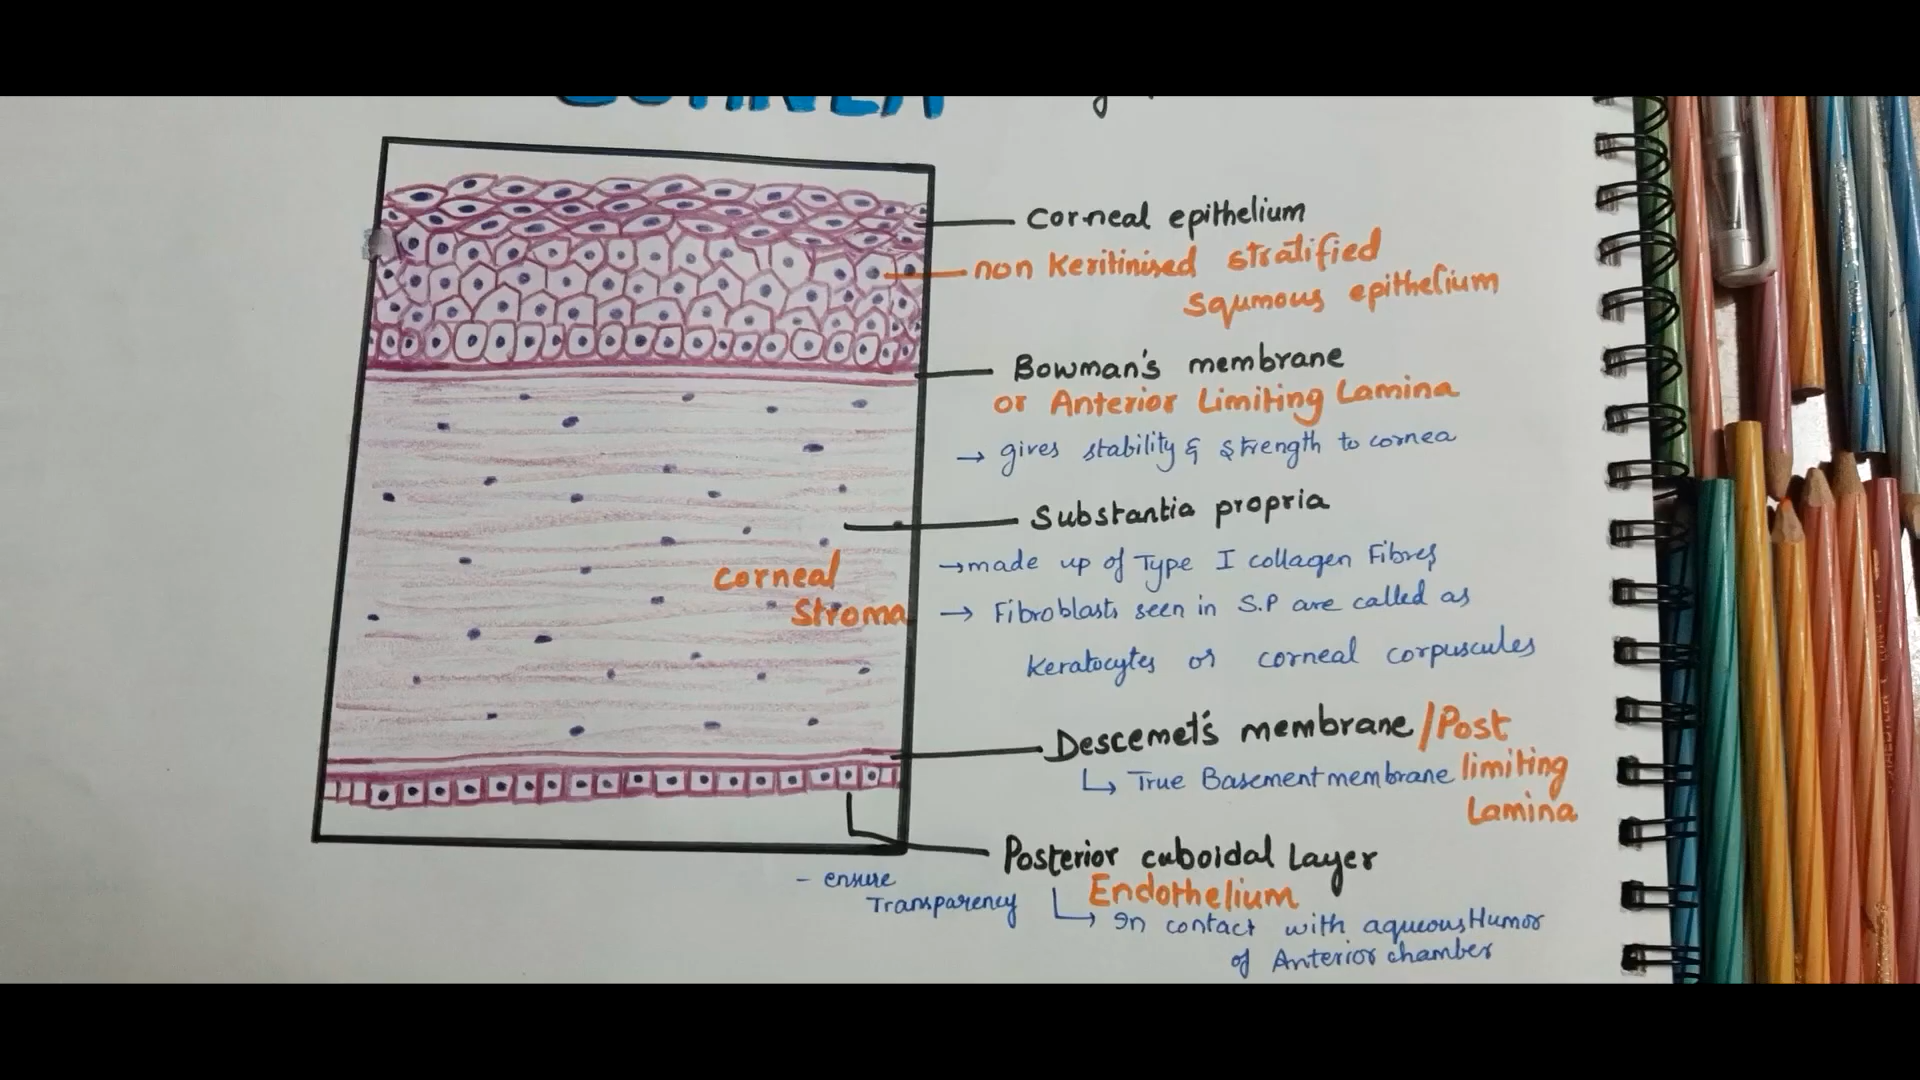 CORNEA
Corneal epithelium
non Keritinised stratified
Squmous epithelium
Bowman's membrane
or Anterior Limiting Lamina
→ gives stability & strength to cornea
Substantia propria
→ made up of Type I collagen Fibres
→ Fibroblasts seen in S.P are called as
Keratocytes or corneal corpuscules
Corneal
Stroma
Descemet's membrane/Post
limiting
Lamina
↳ True Basement membrane
Posterior cuboidal Layer
Endothelium
- ensure
Transparency
↳ In contact with aqueous Humor
of Anterior chamber